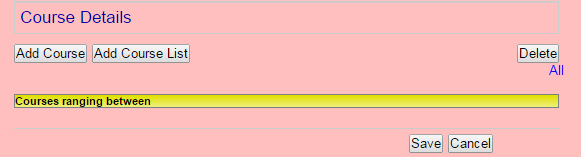 Course Details
Add Course Add Course List Delete
All
Courses ranging between
Save Cancel